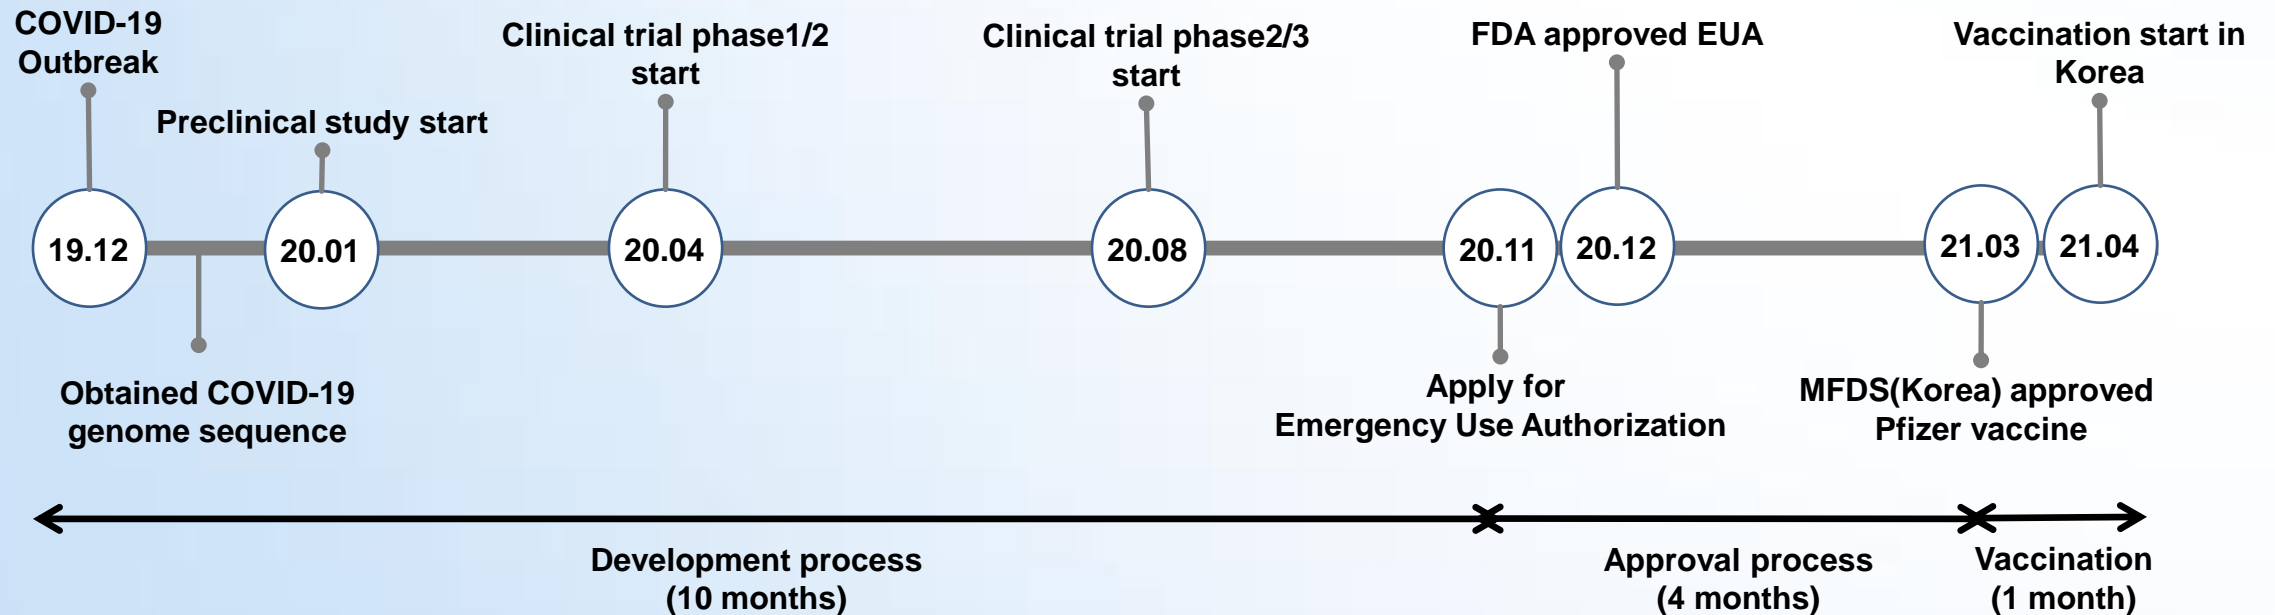 COVID-19
Outbreak
Preclinical study start
Clinical trial phase1/2
start
Clinical trial phase2/3
start
FDA approved EUA
Vaccination start in
Korea
19.12
20.01
20.04
20.08
20.11
20.12
21.03
21.04
Obtained COVID-19
genome sequence
Apply for
Emergency Use Authorization
MFDS(Korea) approved
Pfizer vaccine
Development process
(10 months)
Approval process
(4 months)
Vaccination
(1 month)